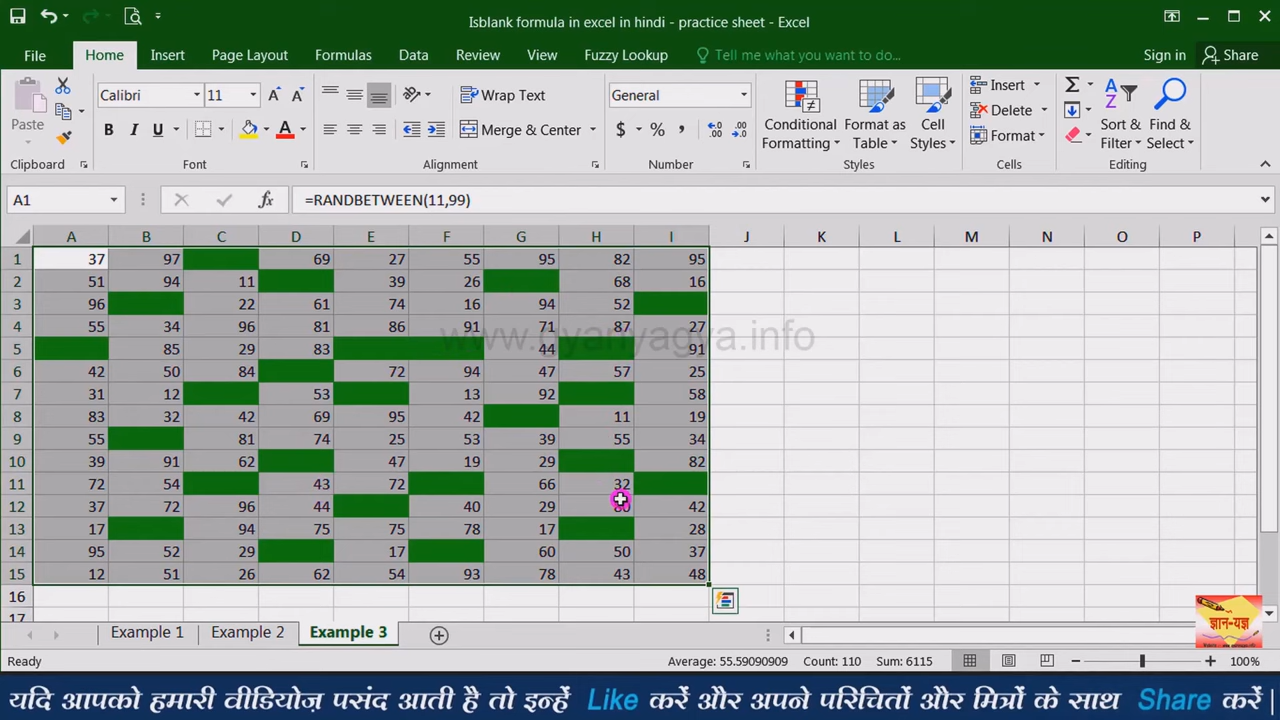 Isblank formula in excel in hindi - practice sheet - Excel
File Home Insert Page Layout Formulas Data Review View Fuzzy Lookup Tell me what you want to do... Sign in Share
Paste Calibri 11 Wrap Text General Conditional Formatting Format as Table Cell Styles Insert Sort & Filter Find & Select
B I U Merge & Center $ % , Delete Format
Clipboard Font Alignment Number Styles Cells Editing
A1 fx =RANDBETWEEN(11,99)
A B C D E F G H I J K L M N O P
1 37 97 69 27 55 95 82 95
2 51 94 11 39 26 68 16
3 96 22 61 74 16 94 52
4 55 34 96 81 86 91 71 87 27
www.gyanyagya.info
5 85 29 83 44 91
6 42 50 84 72 94 47 57 25
7 31 12 53 13 92 58
8 83 32 42 69 95 42 11 19
9 55 81 74 25 53 39 55 34
10 39 91 62 47 19 29 82
11 72 54 43 72 66 32
12 37 72 96 44 40 29 42
13 17 94 75 75 78 17 28
14 95 52 29 17 60 50 37
15 12 51 26 62 54 93 78 43 48
16
17
Example 1 Example 2 Example 3
ज्ञान-यज्ञ
Ready Average: 55.59090909 Count: 110 Sum: 6115 100%
यदि आपको हमारी वीडियोज़ पसंद आती है तो इन्हें Like करें और अपने परिचितों और मित्रों के साथ Share करें |